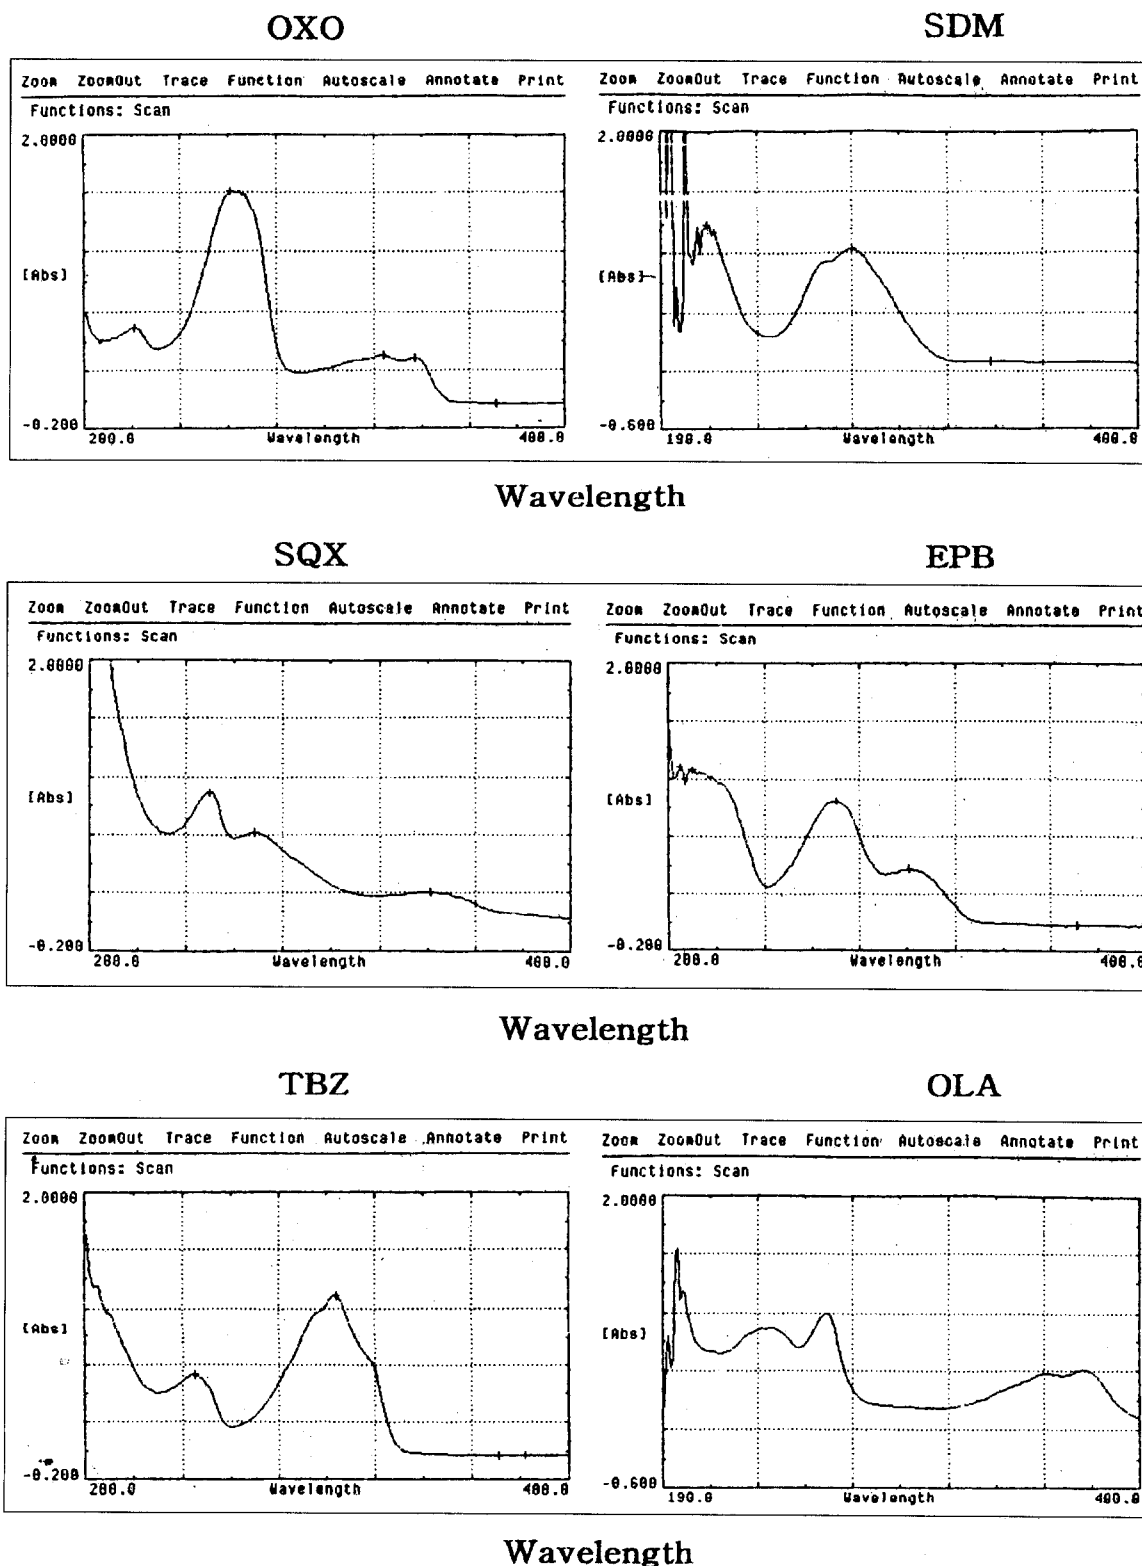 OXO SDM
Zoom ZoomOut Trace Function Autoscale Annotate Print Zoom ZoomOut Trace Function Autoscale Annotate Print
Functions: Scan Functions: Scan
2.0000 2.0000
[Abs] [Abs]
-0.200 -0.600
200.0 Wavelength 400.0 190.0 Wavelength 400.0
Wavelength
SQX EPB
Zoom ZoomOut Trace Function Autoscale Annotate Print Zoom ZoomOut Trace Function Autoscale Annotate Print
Functions: Scan Functions: Scan
2.0000 2.0000
[Abs] [Abs]
-0.200 -0.200
200.0 Wavelength 400.0 200.0 Wavelength 400.0
Wavelength
TBZ OLA
Zoom ZoomOut Trace Function Autoscale Annotate Print Zoom ZoomOut Trace Function Autoscale Annotate Print
Functions: Scan Functions: Scan
2.0000 2.0000
[Abs] [Abs]
-0.200 -0.600
200.0 Wavelength 400.0 190.0 Wavelength 400.0
Wavelength